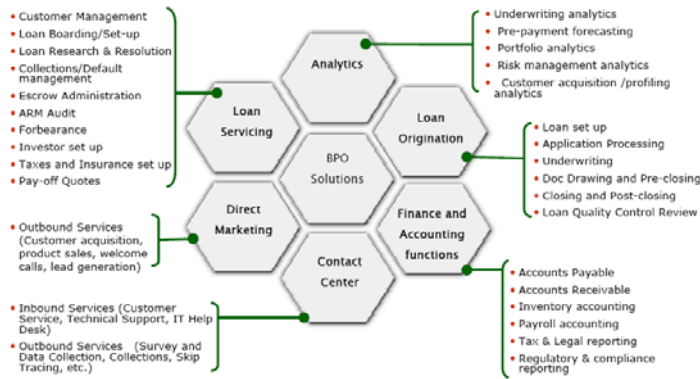 • Customer Management
• Loan Boarding/Set-up
• Loan Research & Resolution
• Collections/Default
management
• Escrow Administration
• ARM Audit
• Forbearance
• Investor set up
• Taxes and Insurance set up
• Pay-off Quotes
• Outbound Services
(Customer acquisition,
product sales, welcome
calls, lead generation)
• Inbound Services (Customer
Service, Technical Support, IT Help
Desk)
• Outbound Services (Survey and
Data Collection, Collections, Skip
Tracing, etc.)
Analytics
Loan
Servicing
Loan
Origination
BPO
Solutions
Direct
Marketing
Finance and
Accounting
functions
Contact
Center
• Underwriting analytics
• Pre-payment forecasting
• Portfolio analytics
• Risk management analytics
• Customer acquisition /profiling
analytics
• Loan set up
• Application Processing
• Underwriting
• Doc Drawing and Pre-closing
• Closing and Post-closing
• Loan Quality Control Review
• Accounts Payable
• Accounts Receivable
• Inventory accounting
• Payroll accounting
• Tax & Legal reporting
• Regulatory & compliance
reporting